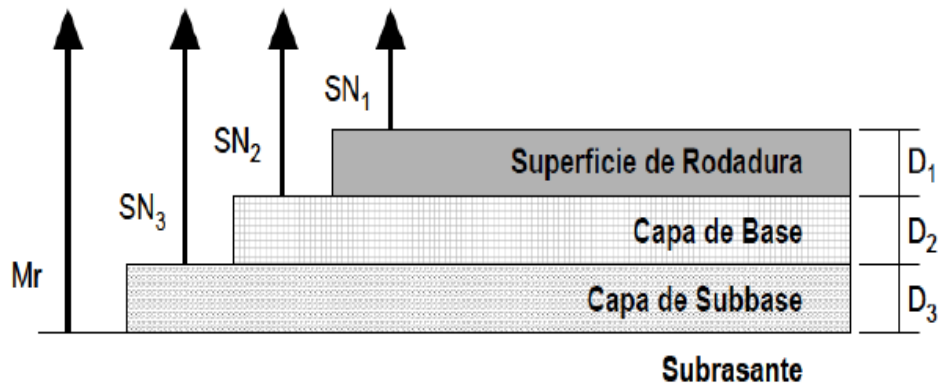 SN1
Superficie de Rodadura
D1
SN2
Capa de Base
D2
SN3
Mr
Capa de Subbase
D3
Subrasante